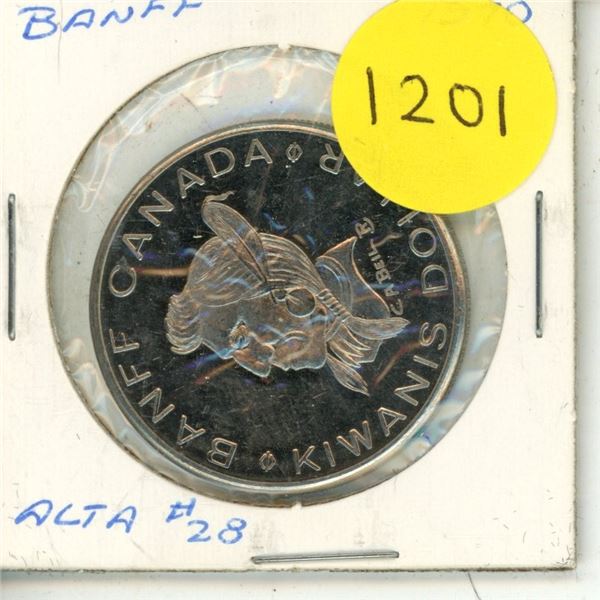 BANFF
1201
BANFF CANADA
KIWANIS DOLLAR
ALTA #28